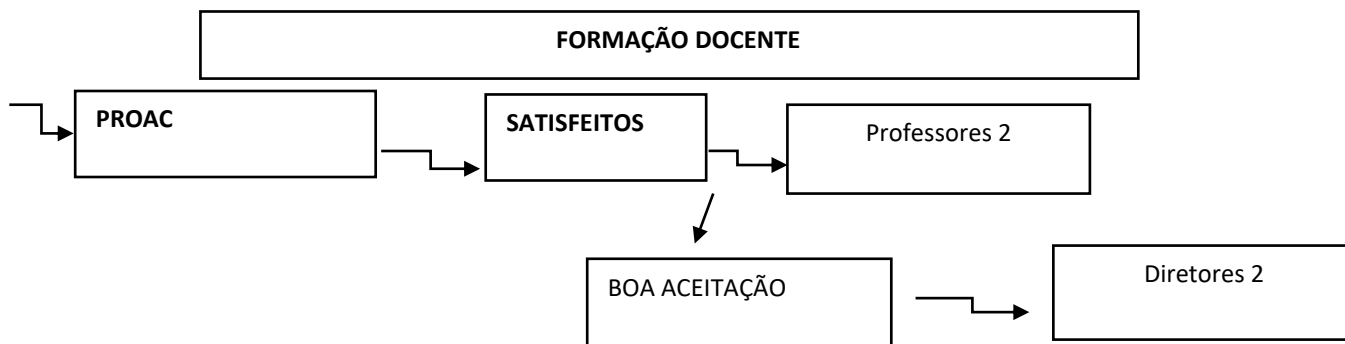 FORMAÇÃO DOCENTE
PROAC
SATISFEITOS
Professores 2
BOA ACEITAÇÃO
Diretores 2